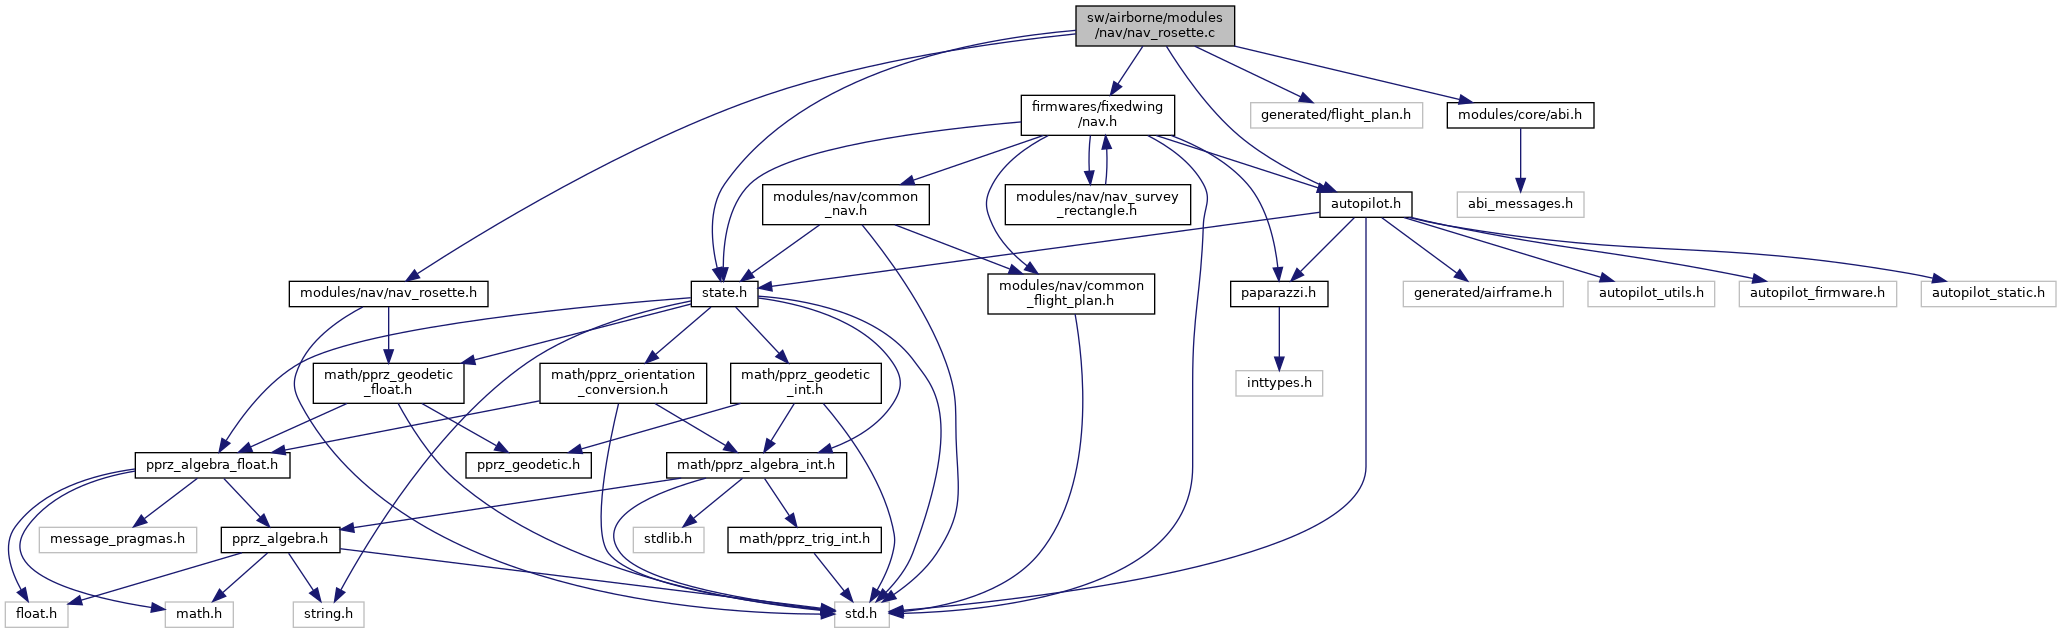 sw/airborne/modules
/nav/nav_rosette.c
firmwares/fixedwing
/nav.h
generated/flight_plan.h
modules/core/abi.h
modules/nav/common
_nav.h
modules/nav/nav_survey
_rectangle.h
autopilot.h
abi_messages.h
modules/nav/nav_rosette.h
state.h
modules/nav/common
_flight_plan.h
paparazzi.h
generated/airframe.h
autopilot_utils.h
autopilot_firmware.h
autopilot_static.h
math/pprz_geodetic
_float.h
math/pprz_orientation
_conversion.h
math/pprz_geodetic
_int.h
inttypes.h
pprz_algebra_float.h
pprz_geodetic.h
math/pprz_algebra_int.h
message_pragmas.h
pprz_algebra.h
stdlib.h
math/pprz_trig_int.h
float.h
math.h
string.h
std.h